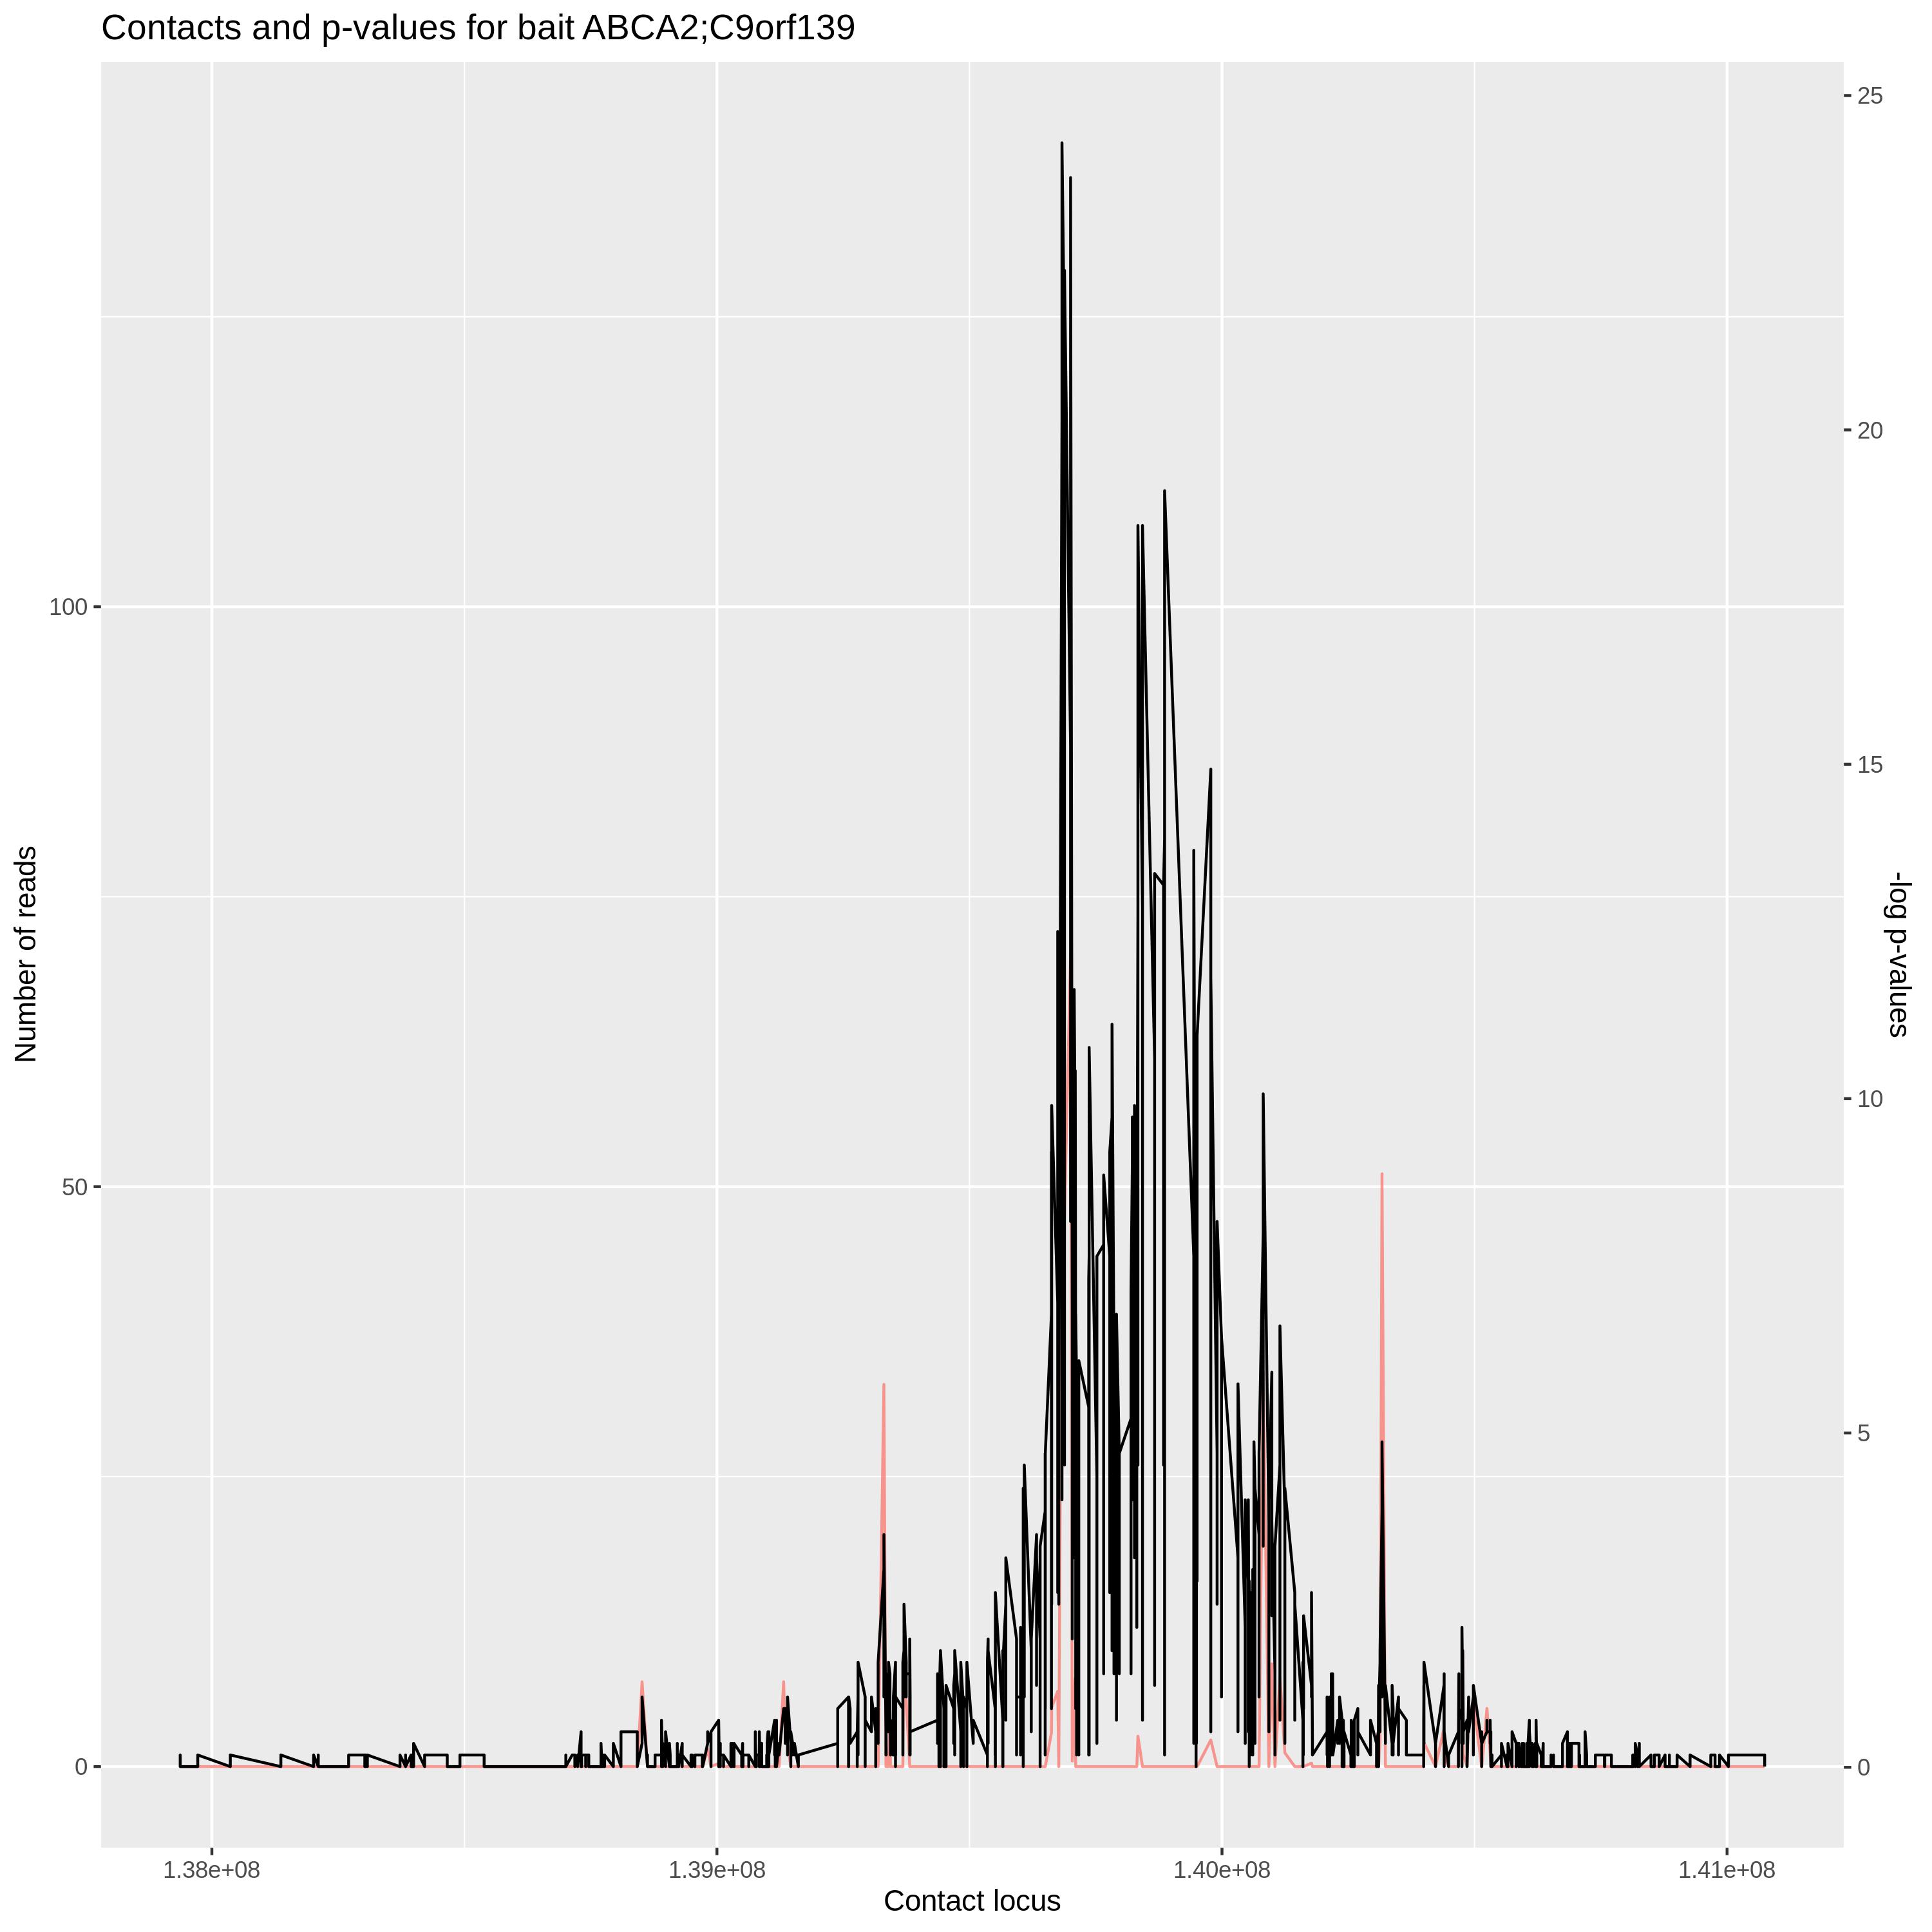 Contacts and p-values for bait ABCA2;C9orf139
25
20
15
10
5
0
100
50
0
Number of reads
-log p-values
1.38e+08
1.39e+08
1.40e+08
1.41e+08
Contact locus